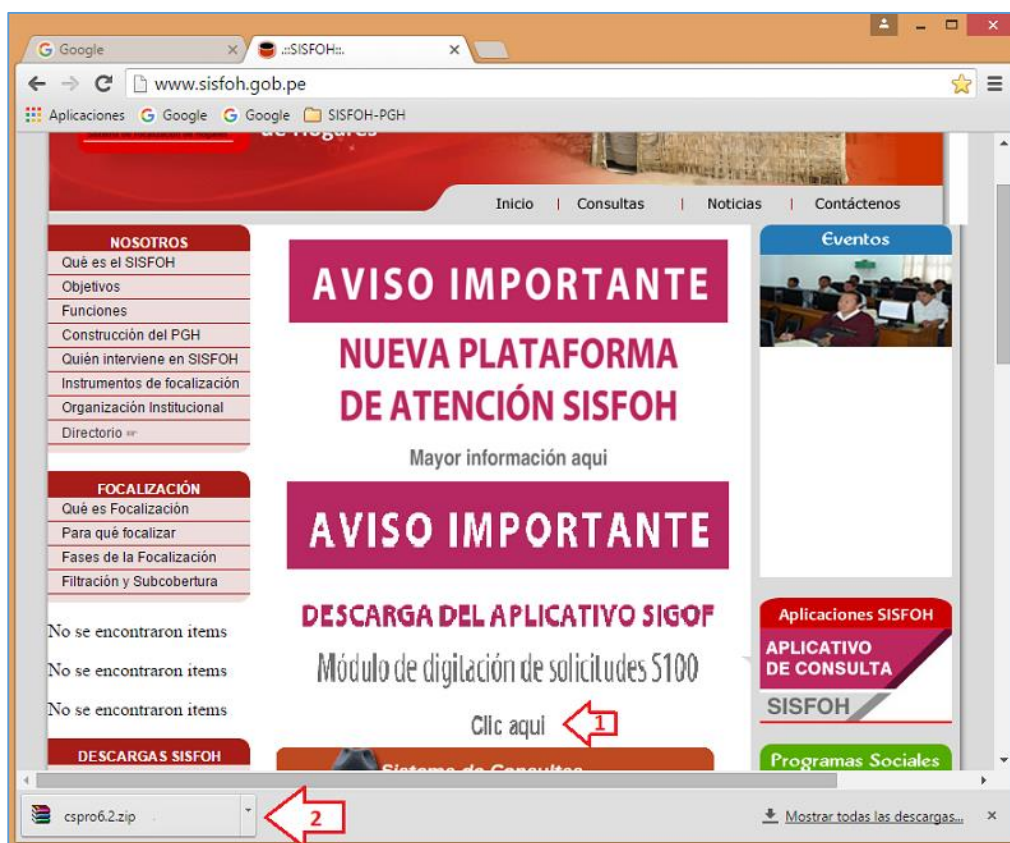 Google
.::SISFOH::.
www.sisfoh.gob.pe
Aplicaciones Google Google SISFOH-PGH
de Hogares
Inicio | Consultas | Noticias | Contáctenos
NOSOTROS
Qué es el SISFOH
Objetivos
Funciones
Construcción del PGH
Quién interviene en SISFOH
Instrumentos de focalización
Organización Institucional
Directorio
FOCALIZACIÓN
Qué es Focalización
Para qué focalizar
Fases de la Focalización
Filtración y Subcobertura
No se encontraron items
No se encontraron items
No se encontraron items
DESCARGAS SISFOH
AVISO IMPORTANTE
NUEVA PLATAFORMA
DE ATENCIÓN SISFOH
Mayor información aqui
AVISO IMPORTANTE
DESCARGA DEL APLICATIVO SIGOF
Módulo de digitación de solicitudes S100
Clic aqui
1
Sistema de Consultas
Eventos
Aplicaciones SISFOH
APLICATIVO
DE CONSULTA
SISFOH
Programas Sociales
cspro6.2.zip
2
Mostrar todas las descargas...